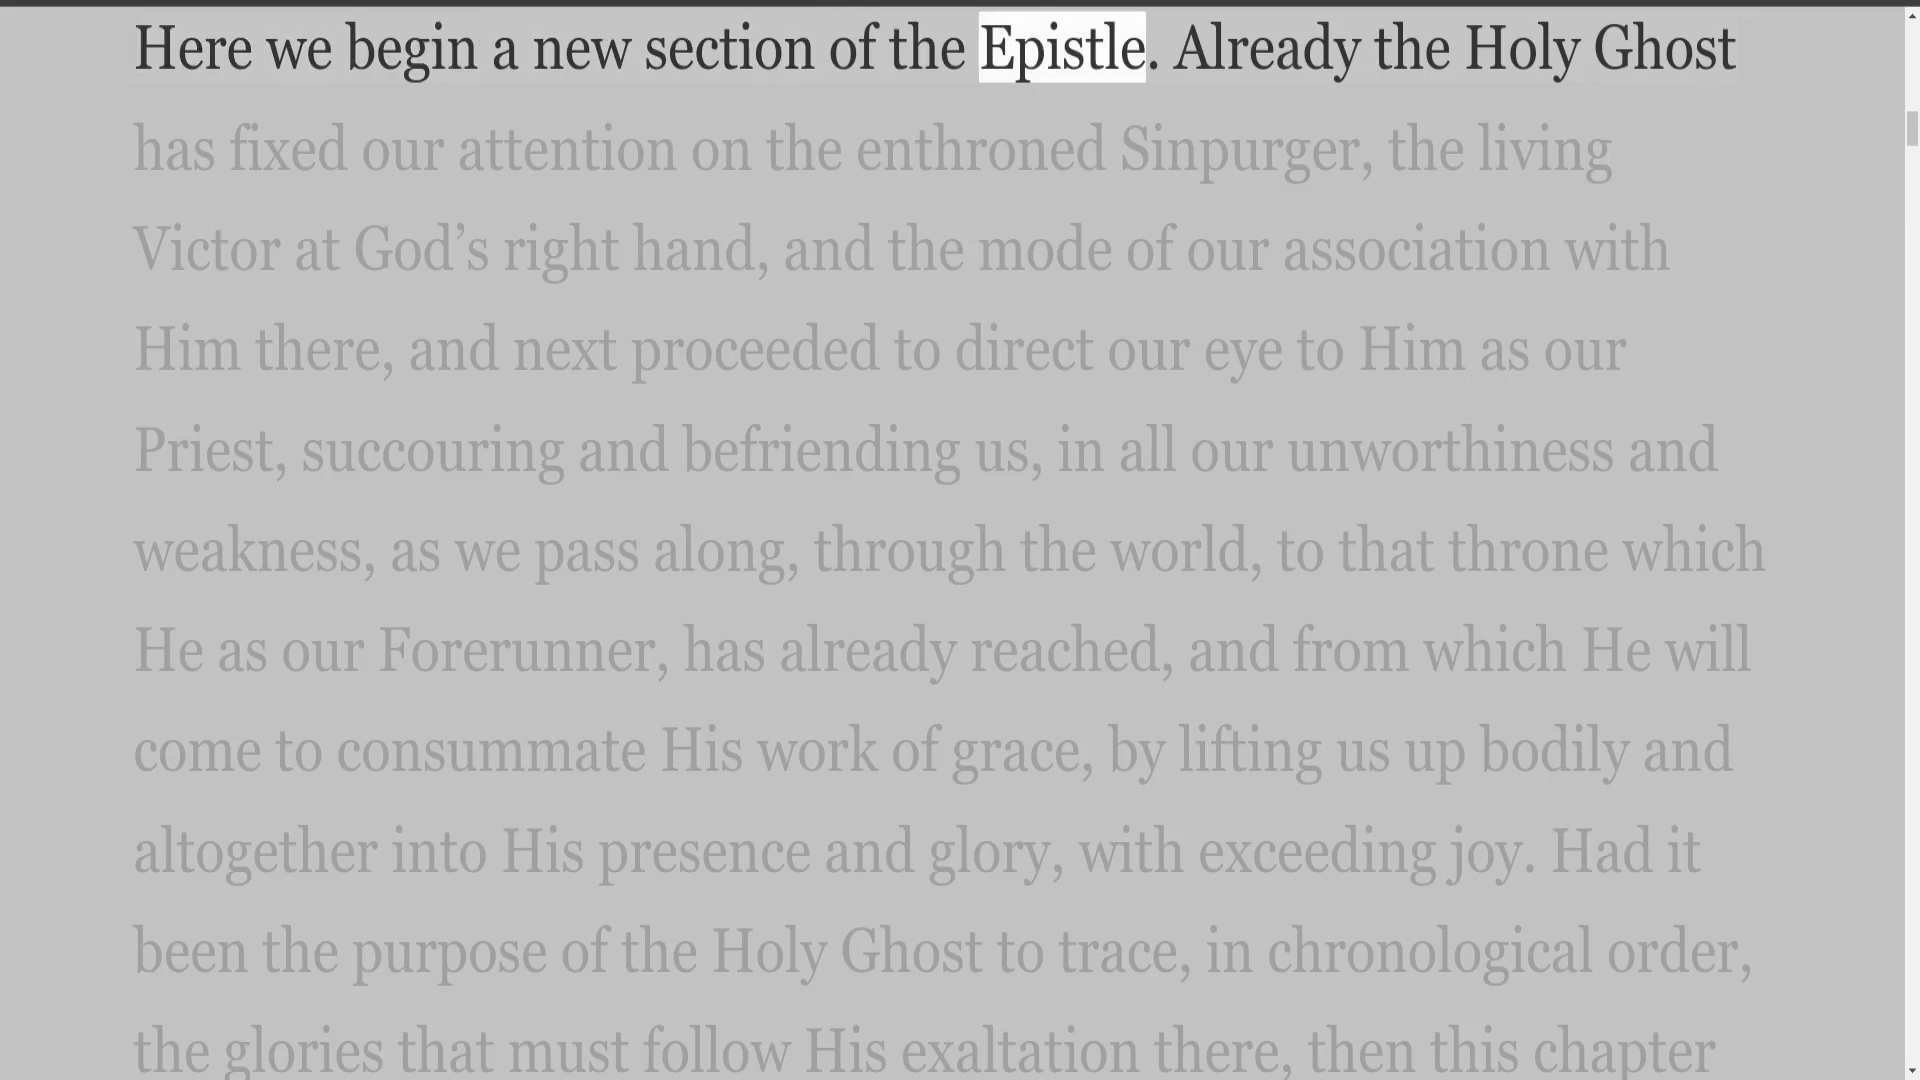 Here we begin a new section of the Epistle. Already the Holy Ghost
has fixed our attention on the enthroned Sinpurger, the living
Victor at God’s right hand, and the mode of our association with
Him there, and next proceeded to direct our eye to Him as our
Priest, succouring and befriending us, in all our unworthiness and
weakness, as we pass along, through the world, to that throne which
He as our Forerunner, has already reached, and from which He will
come to consummate His work of grace, by lifting us up bodily and
altogether into His presence and glory, with exceeding joy. Had it
been the purpose of the Holy Ghost to trace, in chronological order,
the glories that must follow His exaltation there, then this chapter